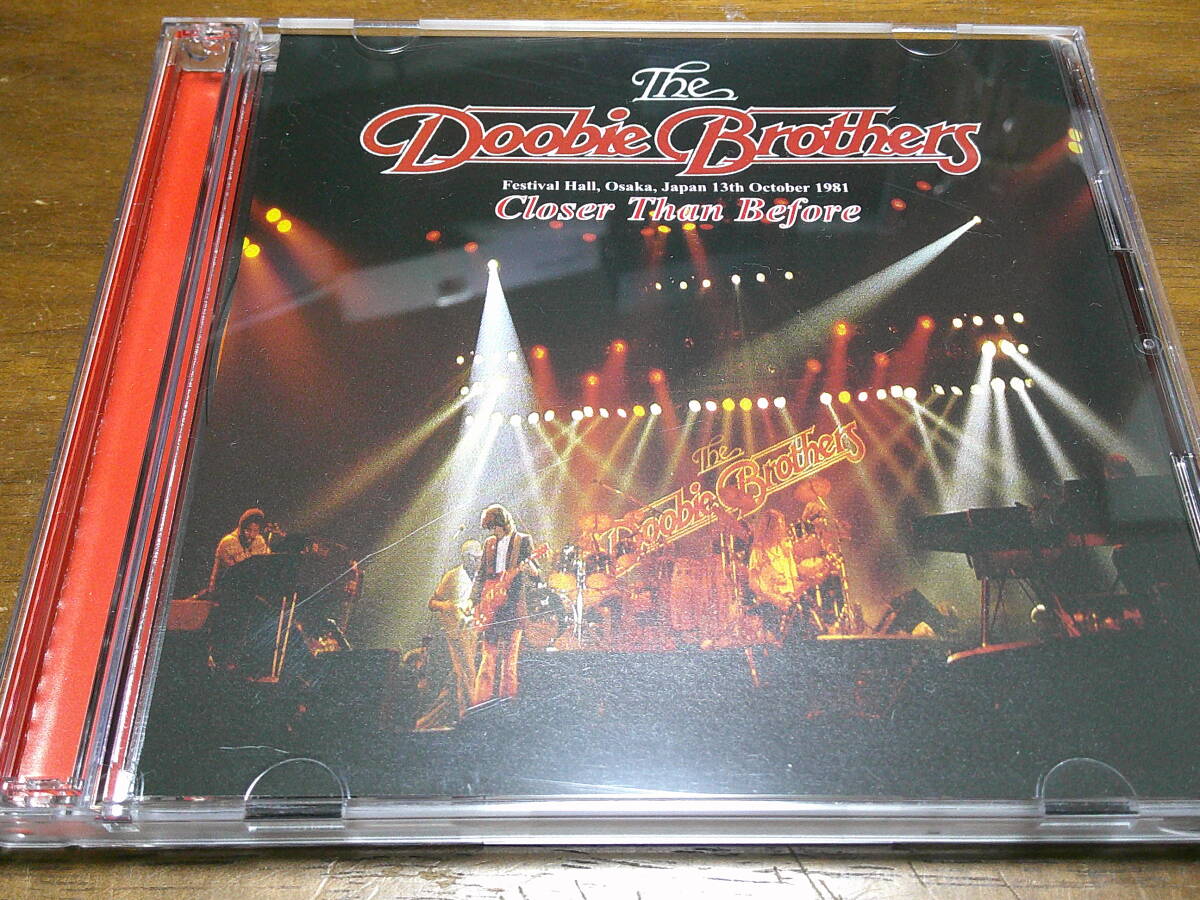 The
Doobie Brothers
Festival Hall, Osaka, Japan 13th October 1981
Closer Than Before
The
Doobie Brothers